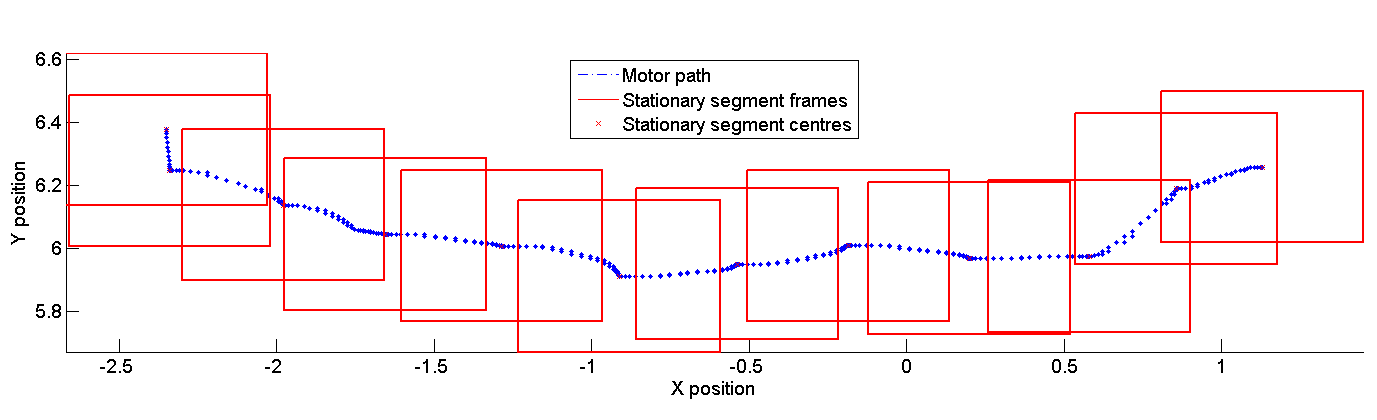 6.6
6.4
6.2
6
5.8
Y position
Motor path
Stationary segment frames
Stationary segment centres
-2.5 -2 -1.5 -1 -0.5 0 0.5 1
X position